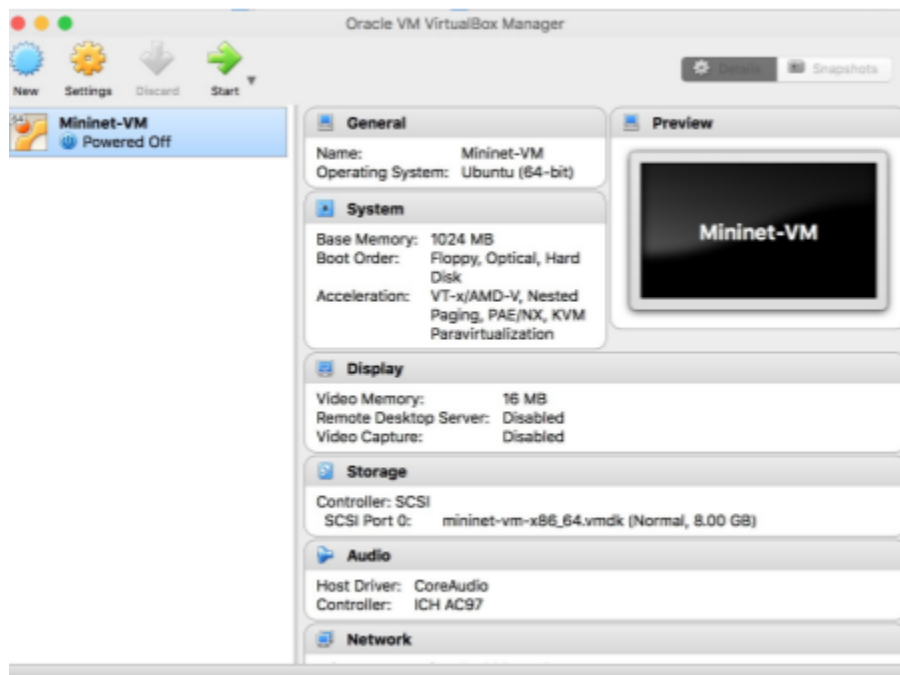 Oracle VM VirtualBox Manager
New Settings Discard Start
Details Snapshots
Mininet-VM
Powered Off
General
Name: Mininet-VM
Operating System: Ubuntu (64-bit)
System
Base Memory: 1024 MB
Boot Order: Floppy, Optical, Hard
Disk
Acceleration: VT-x/AMD-V, Nested
Paging, PAE/NX, KVM
Paravirtualization
Preview
Mininet-VM
Display
Video Memory: 16 MB
Remote Desktop Server: Disabled
Video Capture: Disabled
Storage
Controller: SCSI
SCSI Port 0: mininet-vm-x86_64.vmdk (Normal, 8.00 GB)
Audio
Host Driver: CoreAudio
Controller: ICH AC97
Network